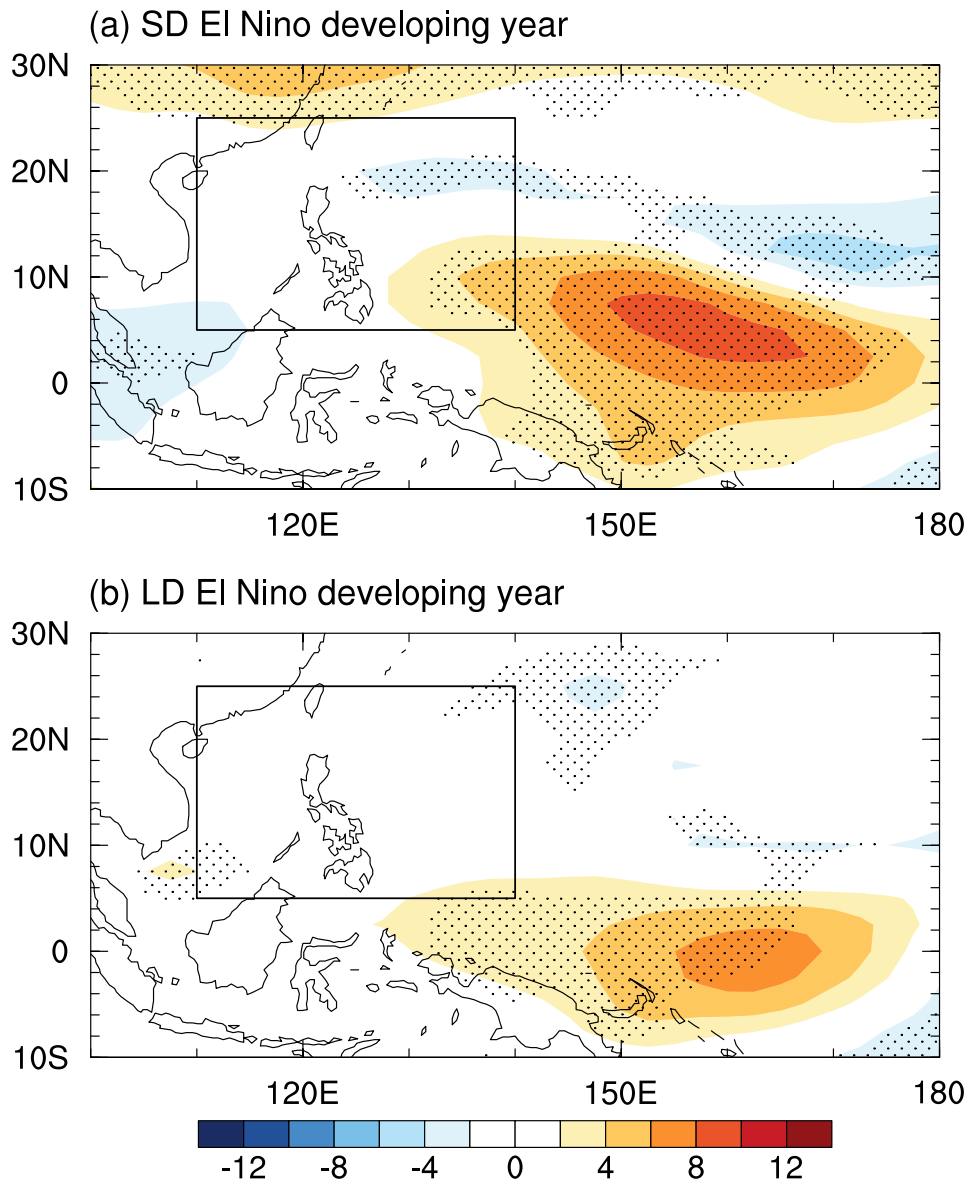 (a) SD El Nino developing year
30N
20N
10N
0
10S
120E 150E 180
(b) LD El Nino developing year
30N
20N
10N
0
10S
120E 150E 180
-12 -8 -4 0 4 8 12